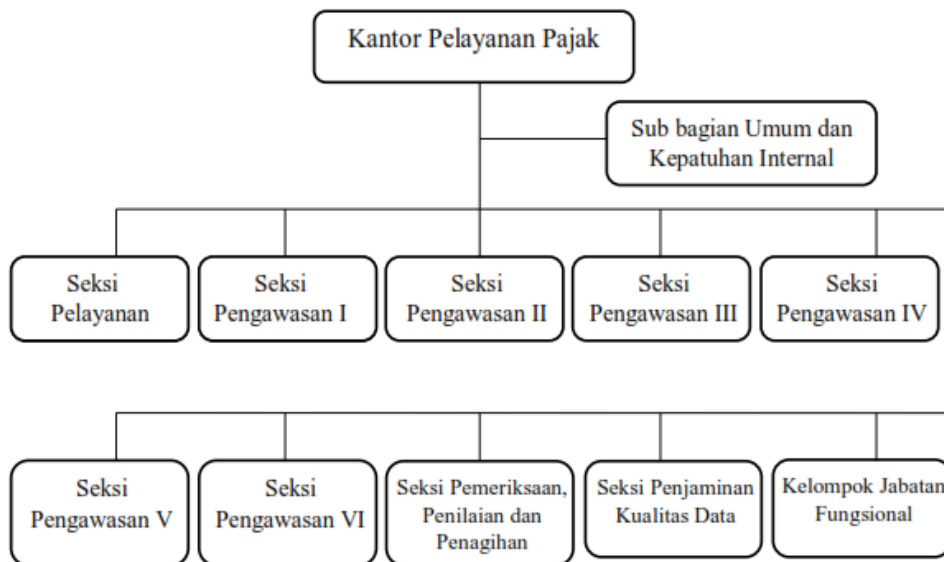 Kantor Pelayanan Pajak
Sub bagian Umum dan
Kepatuhan Internal
Seksi
Pelayanan
Seksi
Pengawasan I
Seksi
Pengawasan II
Seksi
Pengawasan III
Seksi
Pengawasan IV
Seksi
Pengawasan V
Seksi
Pengawasan VI
Seksi Pemeriksaan,
Penilaian dan
Penagihan
Seksi Penjaminan
Kualitas Data
Kelompok Jabatan
Fungsional